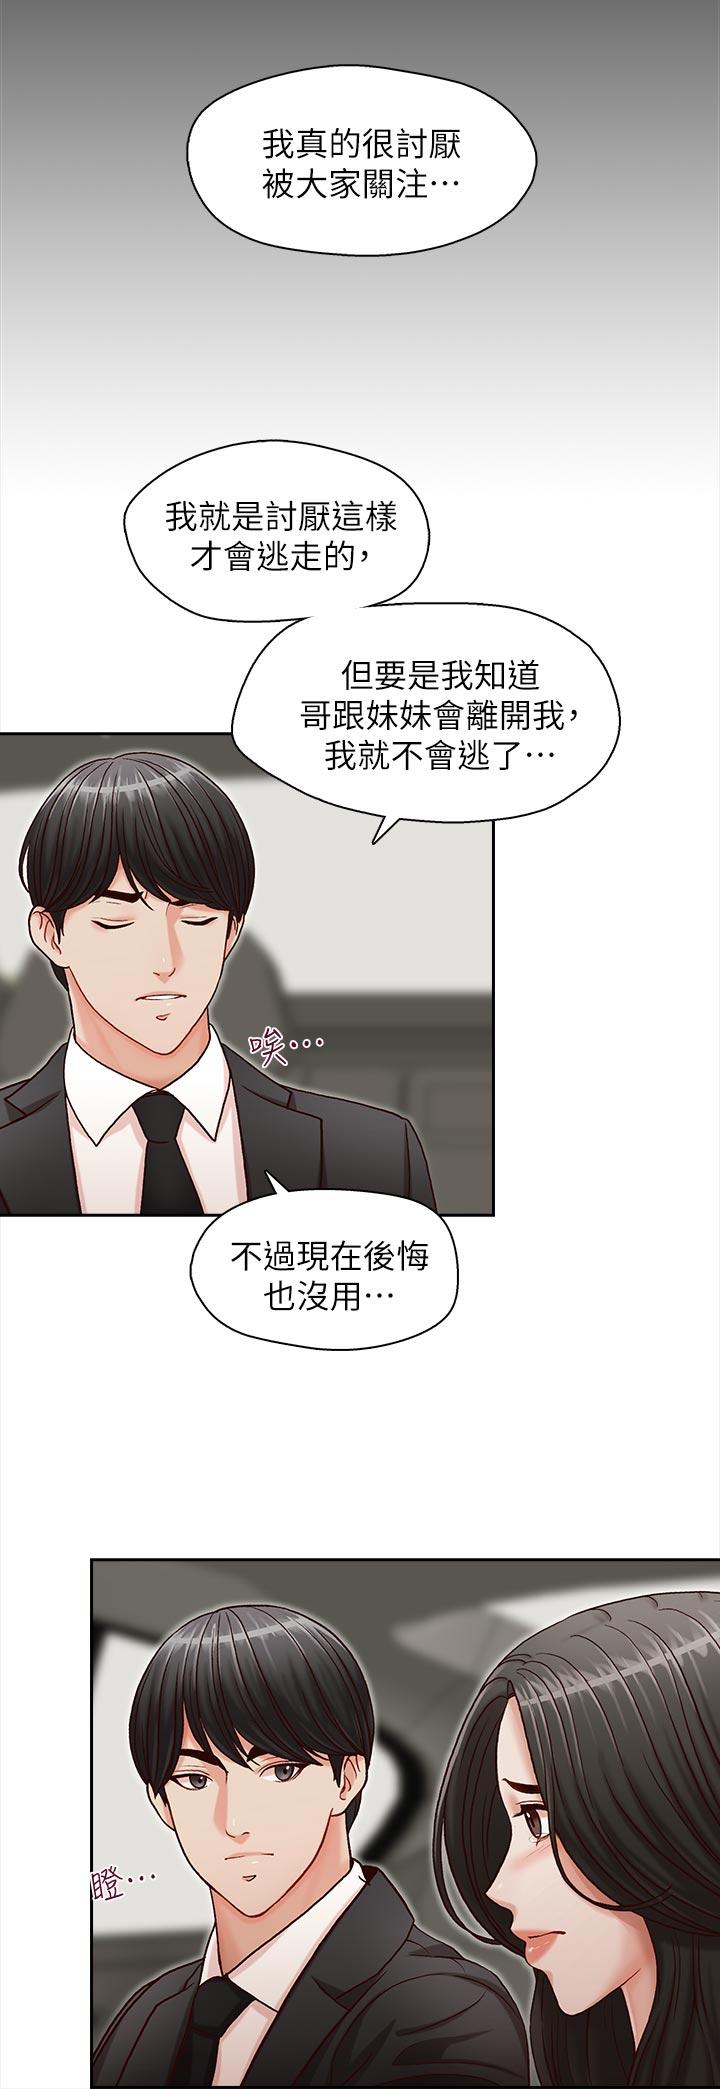 我真的很討厭
被大家關注…
我就是討厭這樣
才會逃走的,
但要是我知道
哥跟妹妹會離開我,
我就不會逃了…
唉…
不過現在後悔
也沒用…
瞪…